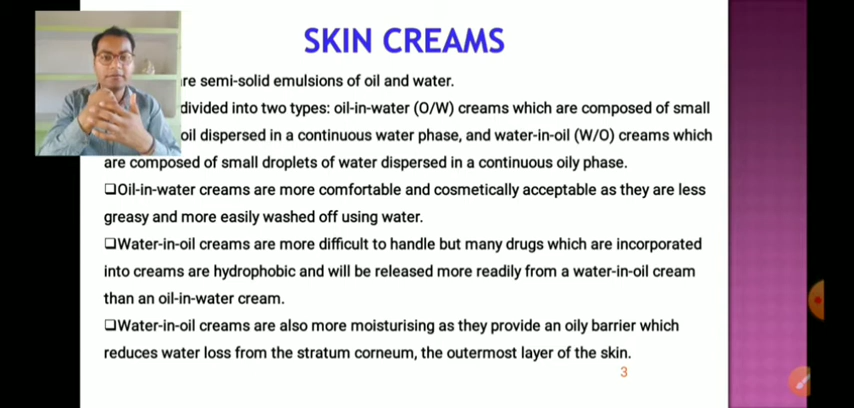 SKIN CREAMS
re semi-solid emulsions of oil and water.
divided into two types: oil-in-water (O/W) creams which are composed of small
oil dispersed in a continuous water phase, and water-in-oil (W/O) creams which
are composed of small droplets of water dispersed in a continuous oily phase.
❑Oil-in-water creams are more comfortable and cosmetically acceptable as they are less
greasy and more easily washed off using water.
❑Water-in-oil creams are more difficult to handle but many drugs which are incorporated
into creams are hydrophobic and will be released more readily from a water-in-oil cream
than an oil-in-water cream.
❑Water-in-oil creams are also more moisturising as they provide an oily barrier which
reduces water loss from the stratum corneum, the outermost layer of the skin.
3